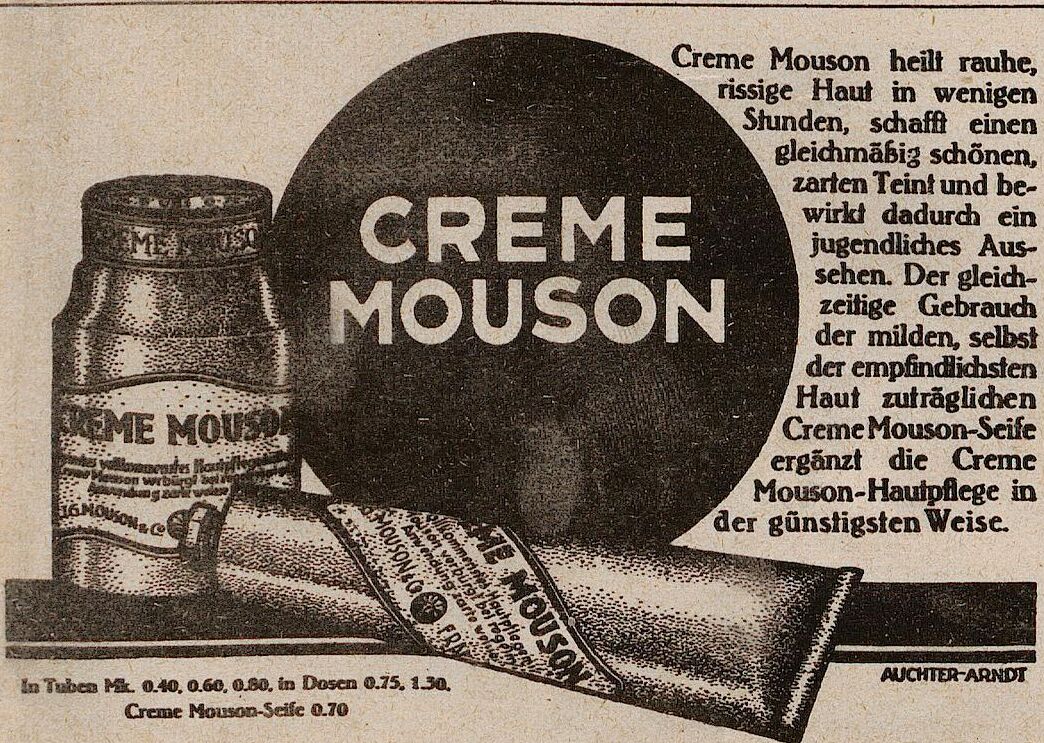 Creme Mouson heilt rauhe,
rissige Haut in wenigen
Stunden, schafft einen
gleichmäßig schönen,
zarten Teint und be-
wirkt dadurch ein
jugendliches Aus-
sehen. Der gleich-
zeitige Gebrauch
der milden, selbst
der empfindlichsten
Haut zuträglichen
Creme Mouson-Seife
ergänzt die Creme
Mouson-Hautpflege in
der günstigsten Weise.
CREME
MOUSON
CREME MOUSON
J.G. MOUSON & Co
MOUSON
AUCHTER-ARNDT
In Tuben Mk. 0.40, 0.60, 0.80, in Dosen 0.75, 1.30.
Creme Mouson-Seife 0.70